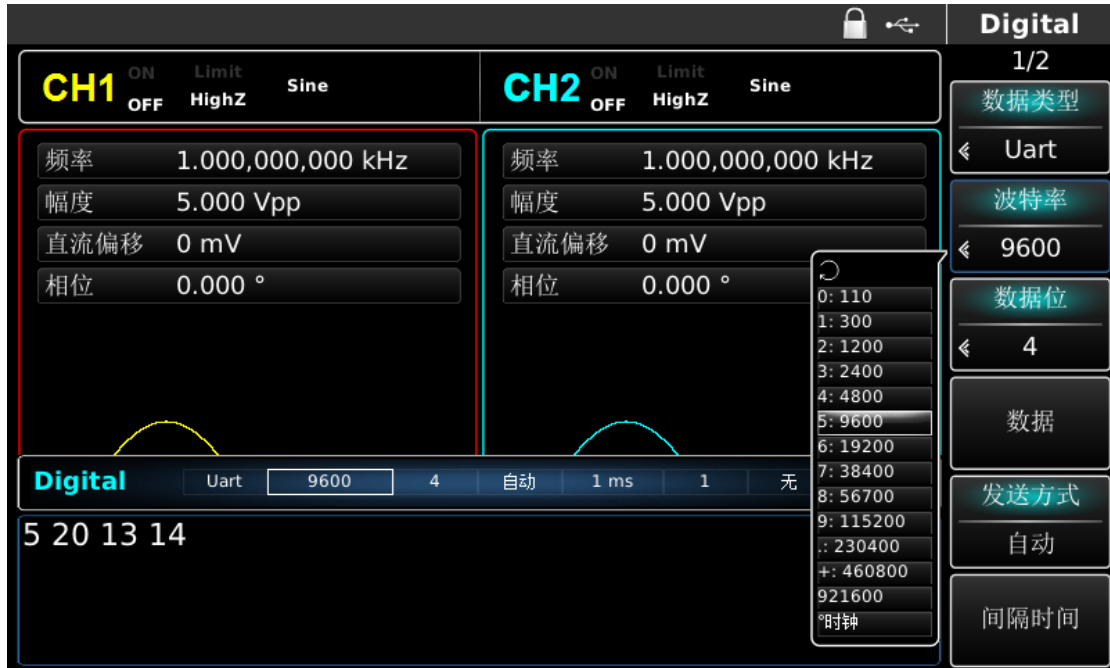 Digital
1/2
CH1 ON OFF Limit HighZ Sine
CH2 ON OFF Limit HighZ Sine
频率 1.000,000,000 kHz
幅度 5.000 Vpp
直流偏移 0 mV
相位 0.000 °
频率 1.000,000,000 kHz
幅度 5.000 Vpp
直流偏移 0 mV
相位 0.000 °
数据类型
Uart
波特率
9600
数据位
4
数据
发送方式
自动
间隔时间
0: 110
1: 300
2: 1200
3: 2400
4: 4800
5: 9600
6: 19200
7: 38400
8: 56700
9: 115200
.: 230400
+: 460800
921600
°时钟
Digital Uart 9600 4 自动 1 ms 1 无
5 20 13 14